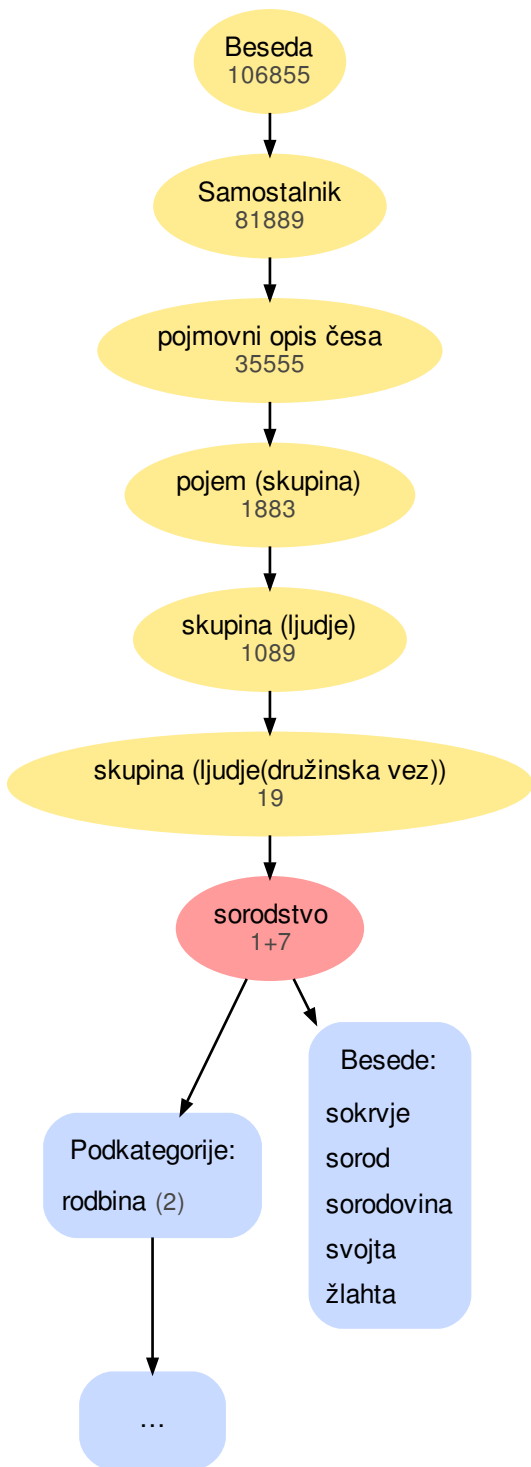 Beseda
106855
Samostalnik
81889
pojmovni opis česa
35555
pojem (skupina)
1883
skupina (ljudje)
1089
skupina (ljudje(družinska vez))
19
sorodstvo
1+7
Besede:
sokrvje
sorod
sorodovina
svojta
žlahta
Podkategorije:
rodbina (2)
...